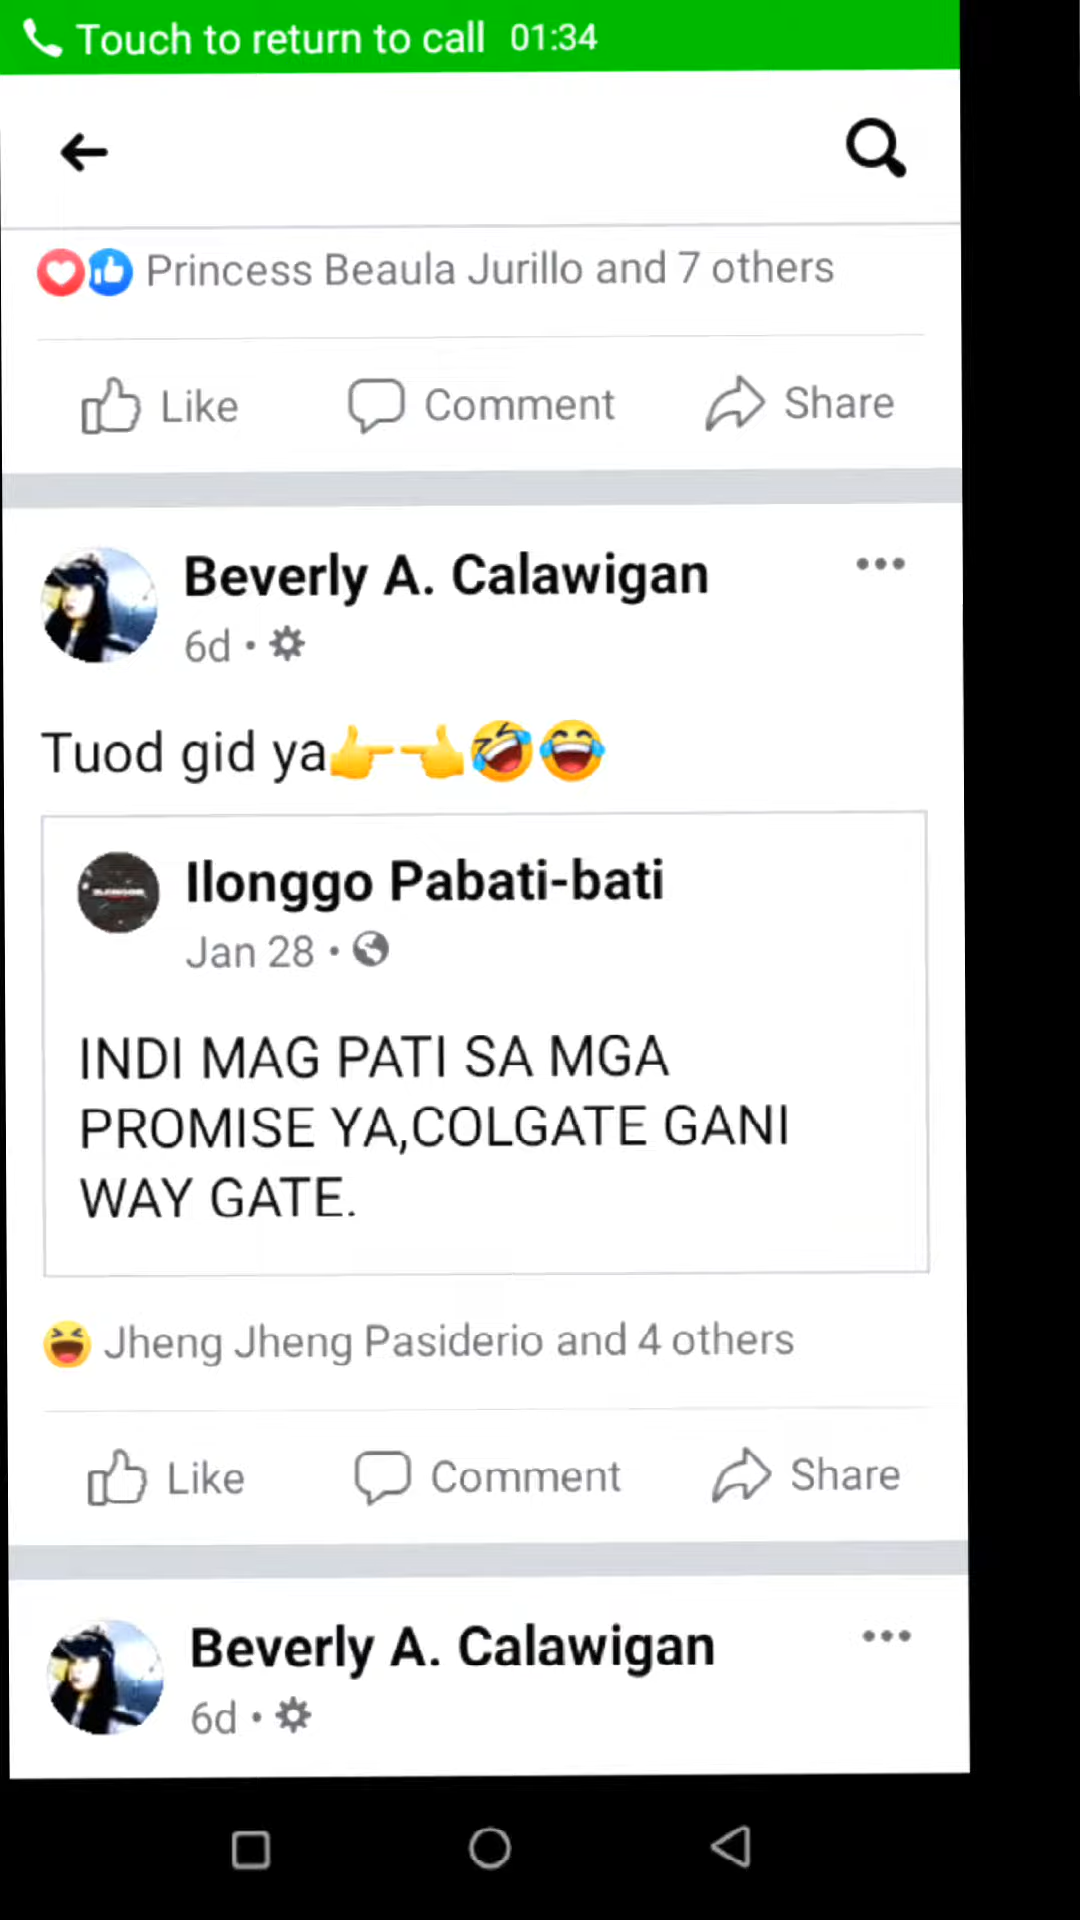 Touch to return to call 01:34
Princess Beaula Jurillo and 7 others
Like Comment Share
Beverly A. Calawigan
6d
Tuod gid ya👉👈🤣😂
Ilonggo Pabati-bati
Jan 28
INDI MAG PATI SA MGA
PROMISE YA,COLGATE GANI
WAY GATE.
Jheng Jheng Pasiderio and 4 others
Like Comment Share
Beverly A. Calawigan
6d